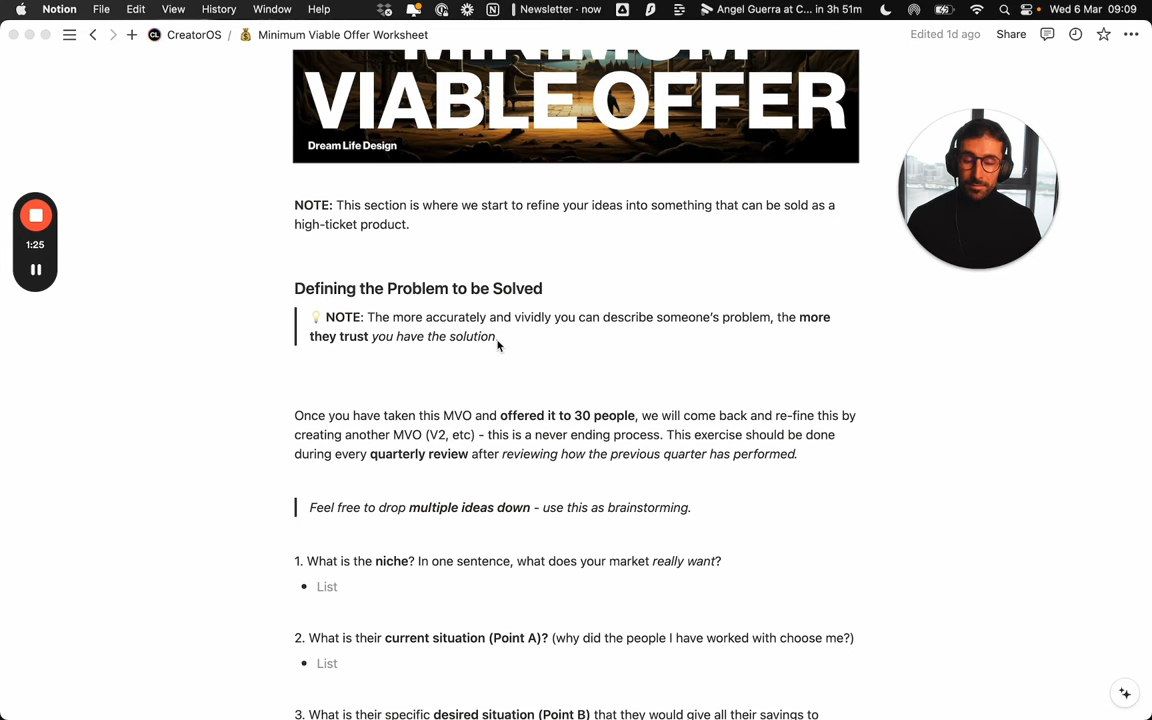 Notion File Edit View History Window Help Newsletter · now Angel Guerra at C... in 3h 51m Wed 6 Mar 09:09
CreatorOS / Minimum Viable Offer Worksheet Edited 1d ago Share
MINIMUM
VIABLE OFFER
Dream Life Design
NOTE: This section is where we start to refine your ideas into something that can be sold as a
high-ticket product.
1:25
Defining the Problem to be Solved
NOTE: The more accurately and vividly you can describe someone's problem, the more
they trust you have the solution
Once you have taken this MVO and offered it to 30 people, we will come back and re-fine this by
creating another MVO (V2, etc) - this is a never ending process. This exercise should be done
during every quarterly review after reviewing how the previous quarter has performed.
Feel free to drop multiple ideas down - use this as brainstorming.
1. What is the niche? In one sentence, what does your market really want?
• List
2. What is their current situation (Point A)? (why did the people I have worked with choose me?)
• List
3. What is their specific desired situation (Point B) that they would give all their savings to